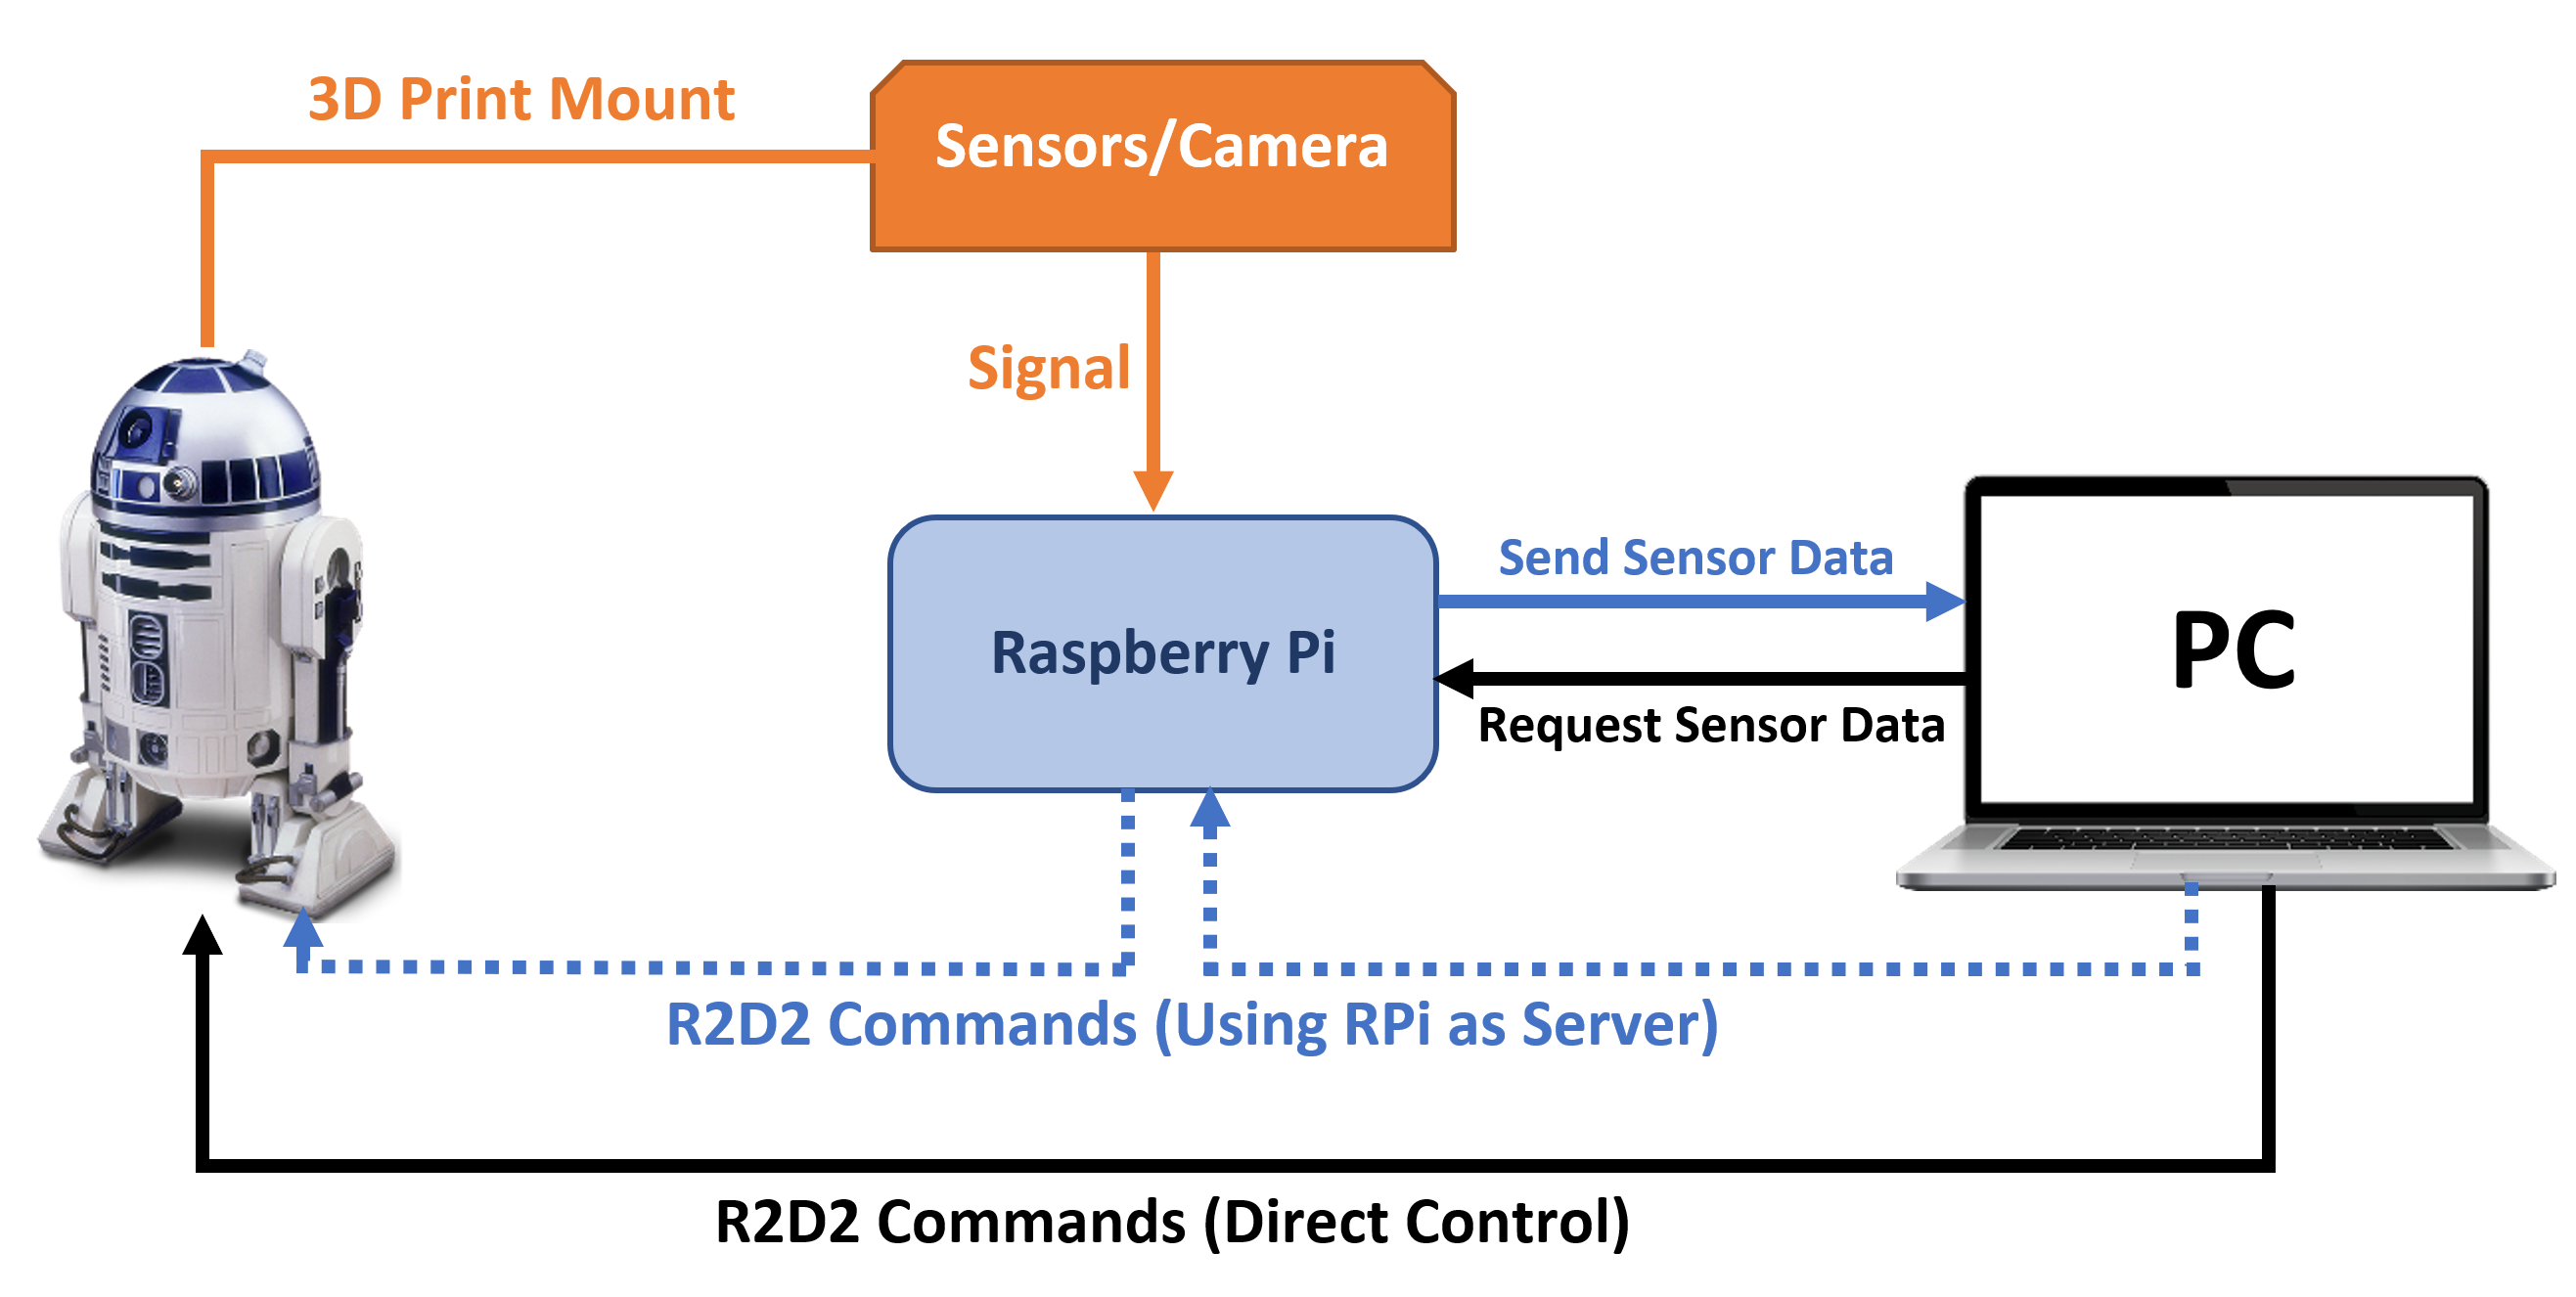 3D Print Mount
Sensors/Camera
Signal
Send Sensor Data
Raspberry Pi
PC
Request Sensor Data
R2D2 Commands (Using RPi as Server)
R2D2 Commands (Direct Control)